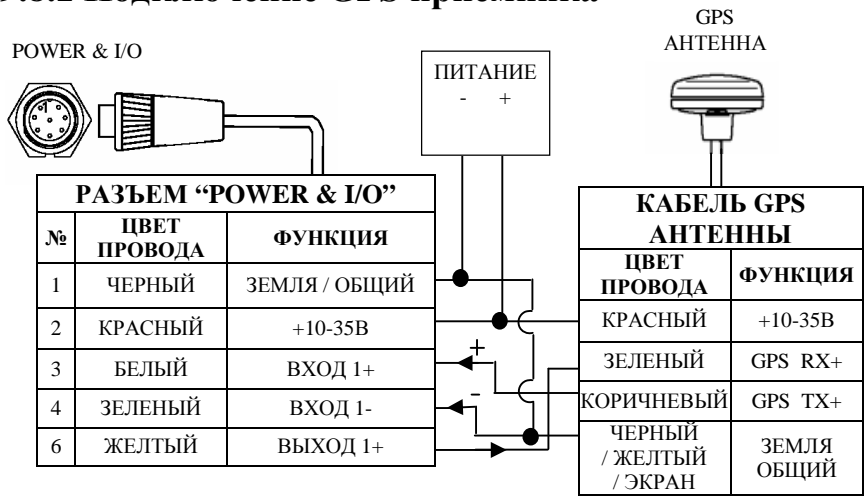 GPS
АНТЕННА
POWER & I/O
ПИТАНИЕ
- +
РАЗЪЕМ “POWER & I/O”
№ ЦВЕТ ПРОВОДА ФУНКЦИЯ
1 ЧЕРНЫЙ ЗЕМЛЯ / ОБЩИЙ
2 КРАСНЫЙ +10-35В
3 БЕЛЫЙ ВХОД 1+
4 ЗЕЛЕНЫЙ ВХОД 1-
6 ЖЕЛТЫЙ ВЫХОД 1+
+
-
КАБЕЛЬ GPS
АНТЕННЫ
ЦВЕТ ПРОВОДА ФУНКЦИЯ
КРАСНЫЙ +10-35В
ЗЕЛЕНЫЙ GPS RX+
КОРИЧНЕВЫЙ GPS TX+
ЧЕРНЫЙ
/ ЖЕЛТЫЙ
/ ЭКРАН
ЗЕМЛЯ
ОБЩИЙ